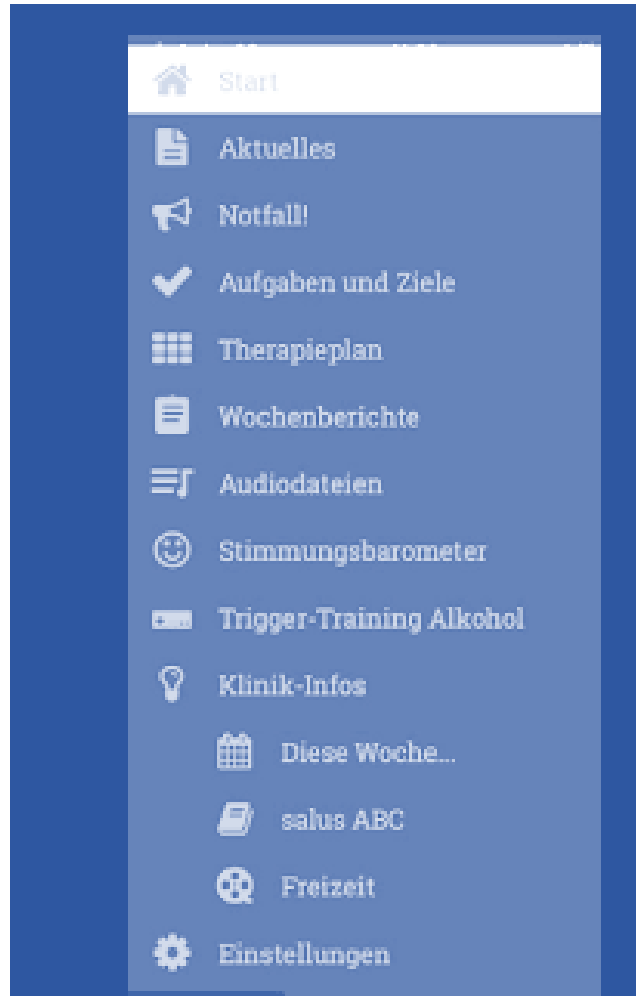 Start
Aktuelles
Notfall!
Aufgaben und Ziele
Therapieplan
Wochenberichte
Audiodateien
Stimmungsbarometer
Trigger-Training Alkohol
Klinik-Infos
Diese Woche...
salus ABC
Freizeit
Einstellungen